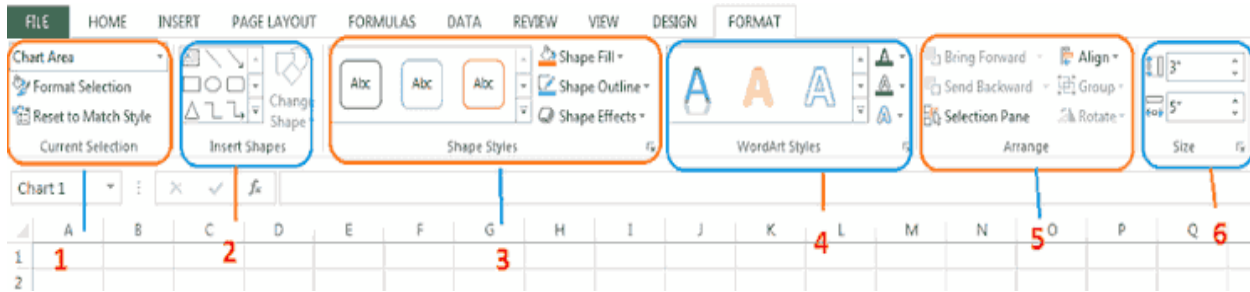 FILE HOME INSERT PAGE LAYOUT FORMULAS DATA REVIEW VIEW DESIGN FORMAT
Chart Area
Format Selection
Reset to Match Style
Current Selection
Change Shape
Insert Shapes
Abc Abc Abc
Shape Fill
Shape Outline
Shape Effects
Shape Styles
A A A
A
A
A
WordArt Styles
Bring Forward
Send Backward
Selection Pane
Align
Group
Rotate
Arrange
3"
5"
Size
Chart 1 fx
A B C D E F G H I J K L M N O P Q
1 2 3 4 5 6
1
2